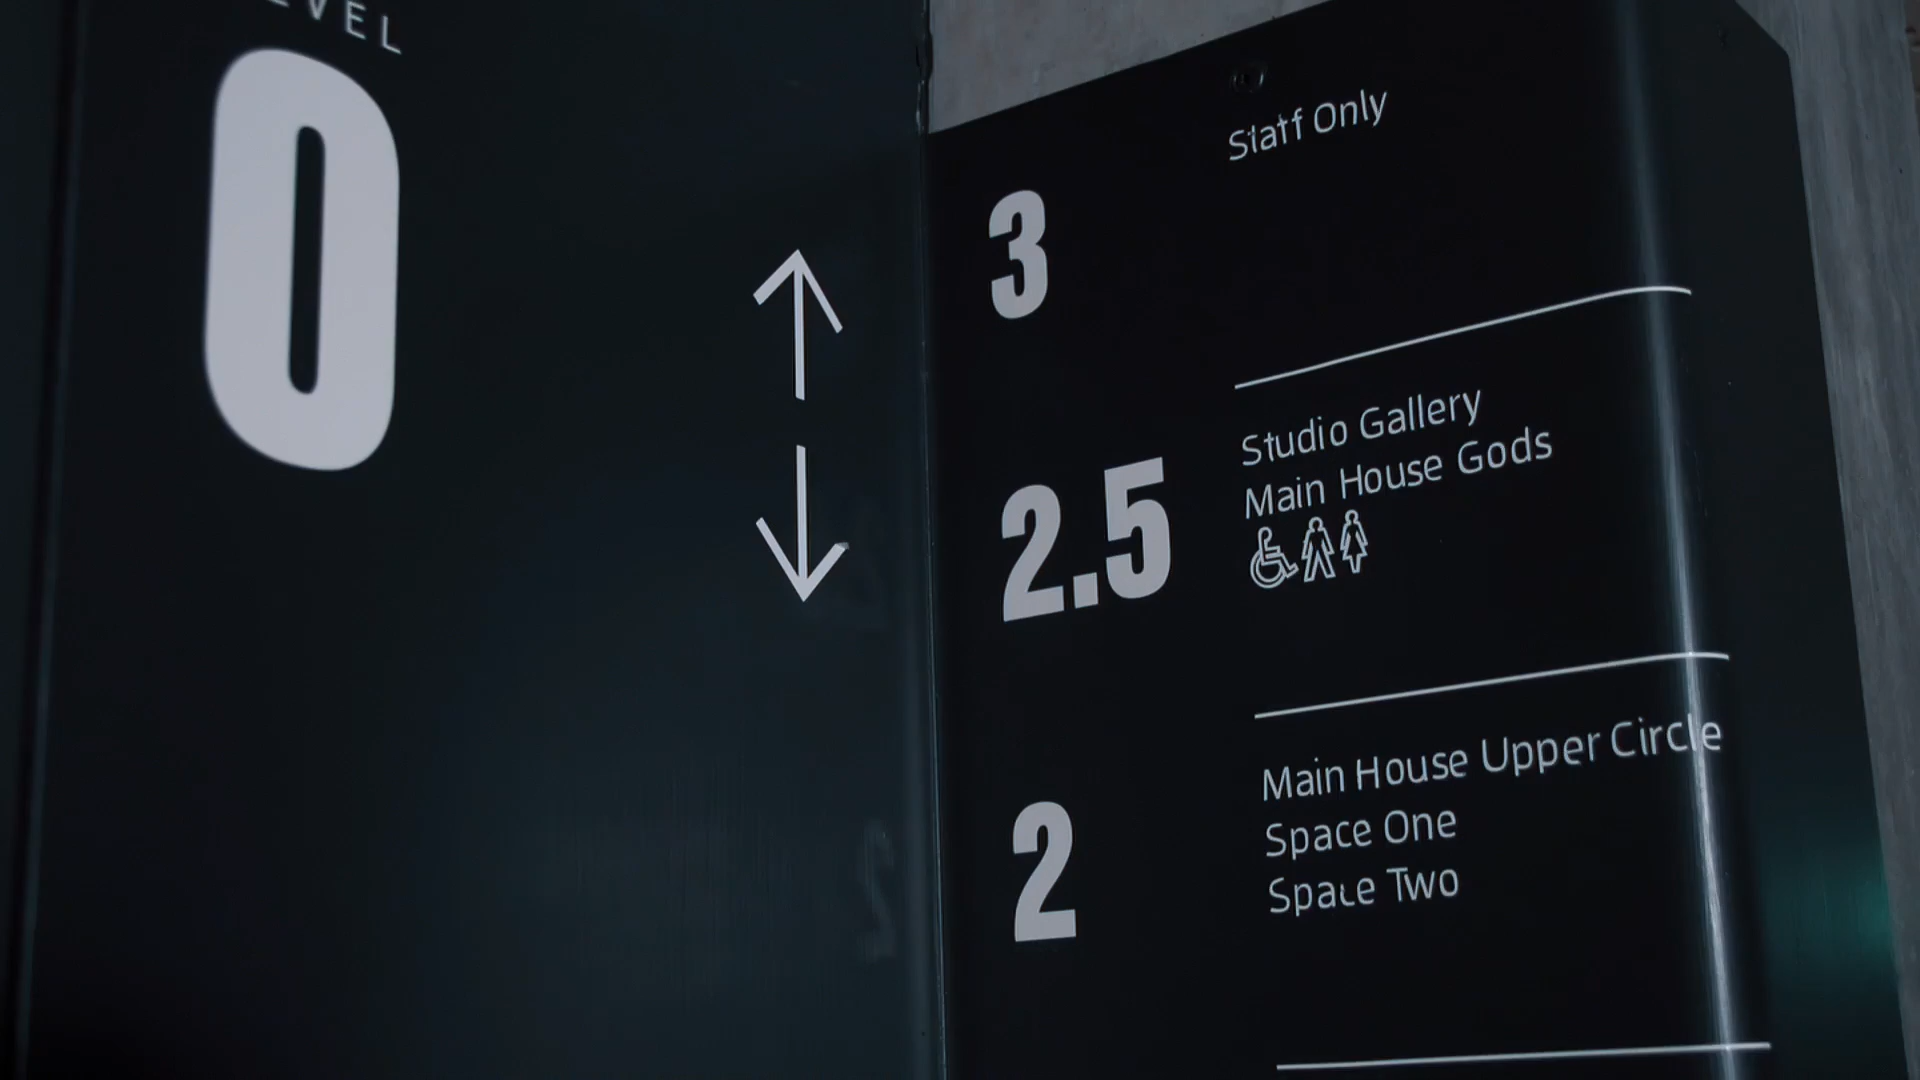 LEVEL
0
3
Staff Only
2.5
Studio Gallery
Main House Gods
2
Main House Upper Circle
Space One
Space Two